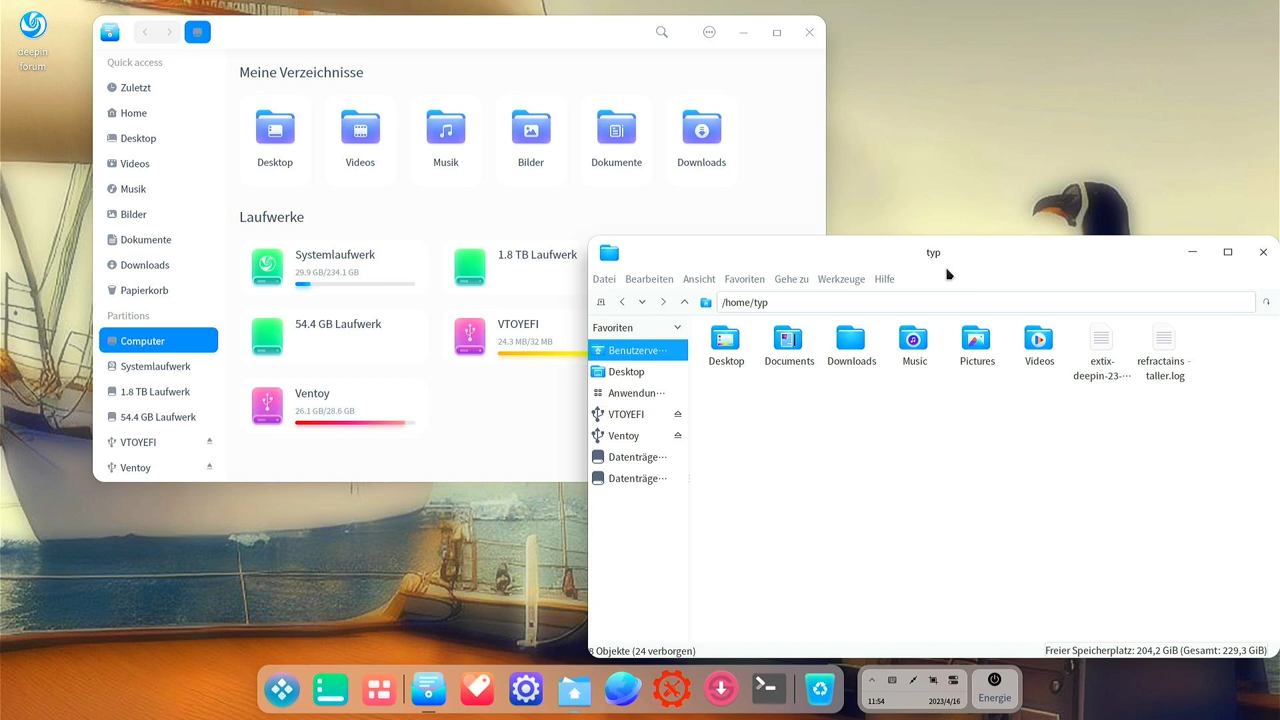 deepin
forum
Quick access
Zuletzt
Home
Desktop
Videos
Musik
Bilder
Dokumente
Downloads
Papierkorb
Partitions
Computer
Systemlaufwerk
1.8 TB Laufwerk
54.4 GB Laufwerk
VTOYEFI
Ventoy
Meine Verzeichnisse
Desktop
Videos
Musik
Bilder
Dokumente
Downloads
Laufwerke
Systemlaufwerk
29.9 GB/234.1 GB
1.8 TB Laufwerk
54.4 GB Laufwerk
VTOYEFI
24.3 MB/32 MB
Ventoy
26.1 GB/28.6 GB
typ
Datei Bearbeiten Ansicht Favoriten Gehe zu Werkzeuge Hilfe
/home/typ
Favoriten
Benutzerve···
Desktop
Anwendun···
VTOYEFI
Ventoy
Datenträge···
Datenträge···
Desktop
Documents
Downloads
Music
Pictures
Videos
extix-
deepin-23-···
refractains-
taller.log
8 Objekte (24 verborgen)
Freier Speicherplatz: 204,2 GiB (Gesamt: 229,3 GiB)
11:54
2023/4/16
Energie